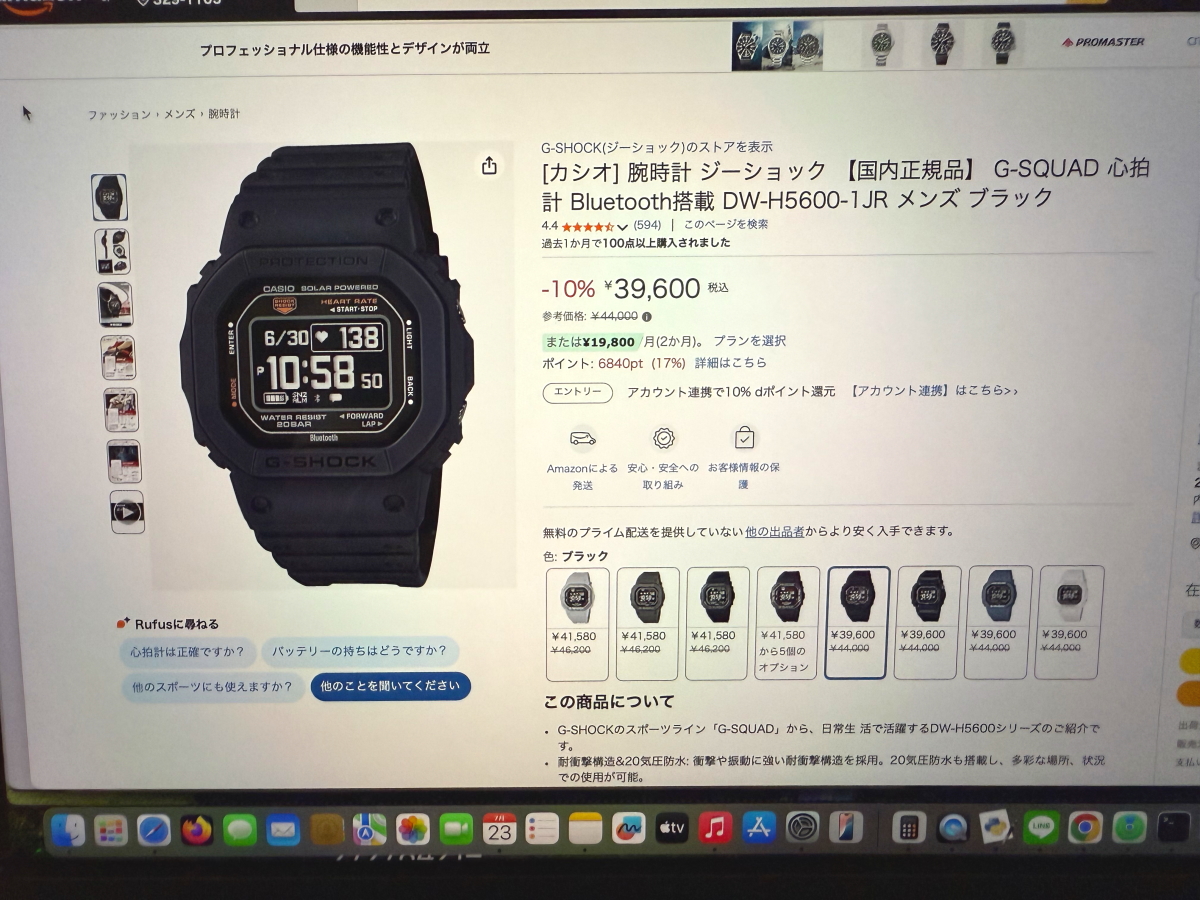 329-1103
プロフェッショナル仕様の機能性とデザインが両立
PROMASTER
ファッション › メンズ › 腕時計
PROTECTION
CASIO SOLAR POWERED
SHOCK RESIST
HEART RATE
◄START·STOP
ENTER
LIGHT
6/30 ♥ 138
P 10:58 50
SNZ
ALM
MODE
BACK
WATER RESIST
20BAR
◄FORWARD
LAP►
Bluetooth
G-SHOCK
G-SHOCK(ジーショック)のストアを表示
[カシオ] 腕時計 ジーショック 【国内正規品】 G-SQUAD 心拍
計 Bluetooth搭載 DW-H5600-1JR メンズ ブラック
4.4 ★★★★☆ (594) | このページを検索
過去1か月で100点以上購入されました
-10% ¥39,600 税込
参考価格: ¥44,000
または¥19,800 /月(2か月)。 プランを選択
ポイント: 6840pt (17%) 詳細はこちら
エントリー アカウント連携で10% dポイント還元 【アカウント連携】はこちら>›
Amazonによる
発送
安心・安全への
取り組み
お客様情報の保
護
無料のプライム配送を提供していない他の出品者からより安く入手できます。
色: ブラック
¥41,580
¥46,200
¥41,580
¥46,200
¥41,580
¥46,200
¥41,580
から5個の
オプション
¥39,600
¥44,000
¥39,600
¥44,000
¥39,600
¥44,000
¥39,600
¥44,000
Rufusに尋ねる
心拍計は正確ですか？
バッテリーの持ちはどうですか？
他のスポーツにも使えますか？
他のことを聞いてください
この商品について
• G-SHOCKのスポーツライン「G-SQUAD」から、日常生 活で活躍するDW-H5600シリーズのご紹介で
す。
• 耐衝撃構造&20気圧防水: 衝撃や振動に強い耐衝撃構造を採用。20気圧防水も搭載し、多彩な場所、状況
での使用が可能。
在
7月
23
tv
LINE